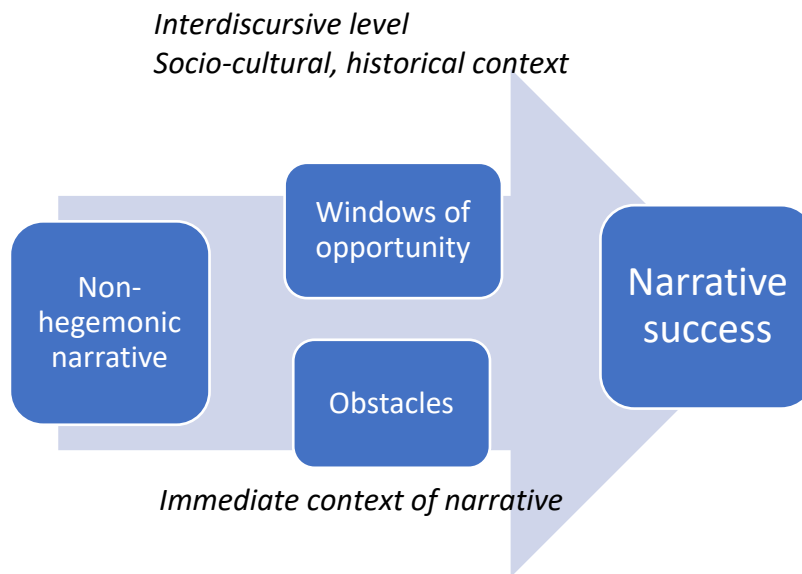 Interdiscursive level
Socio-cultural, historical context
Windows of
opportunity
Non-
hegemonic
narrative
Narrative
success
Obstacles
Immediate context of narrative